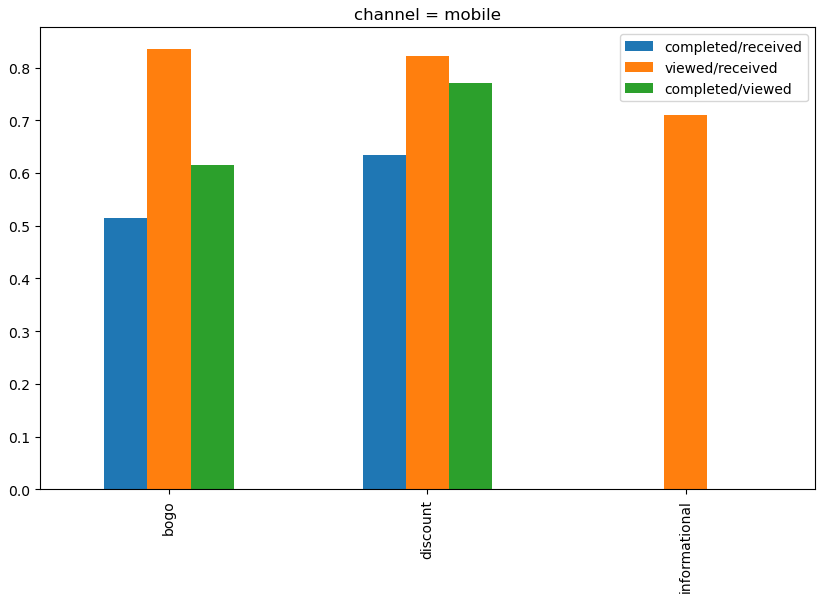 channel = mobile
completed/received
viewed/received
completed/viewed
0.8
0.7
0.6
0.5
0.4
0.3
0.2
0.1
0.0
bogo
discount
informational